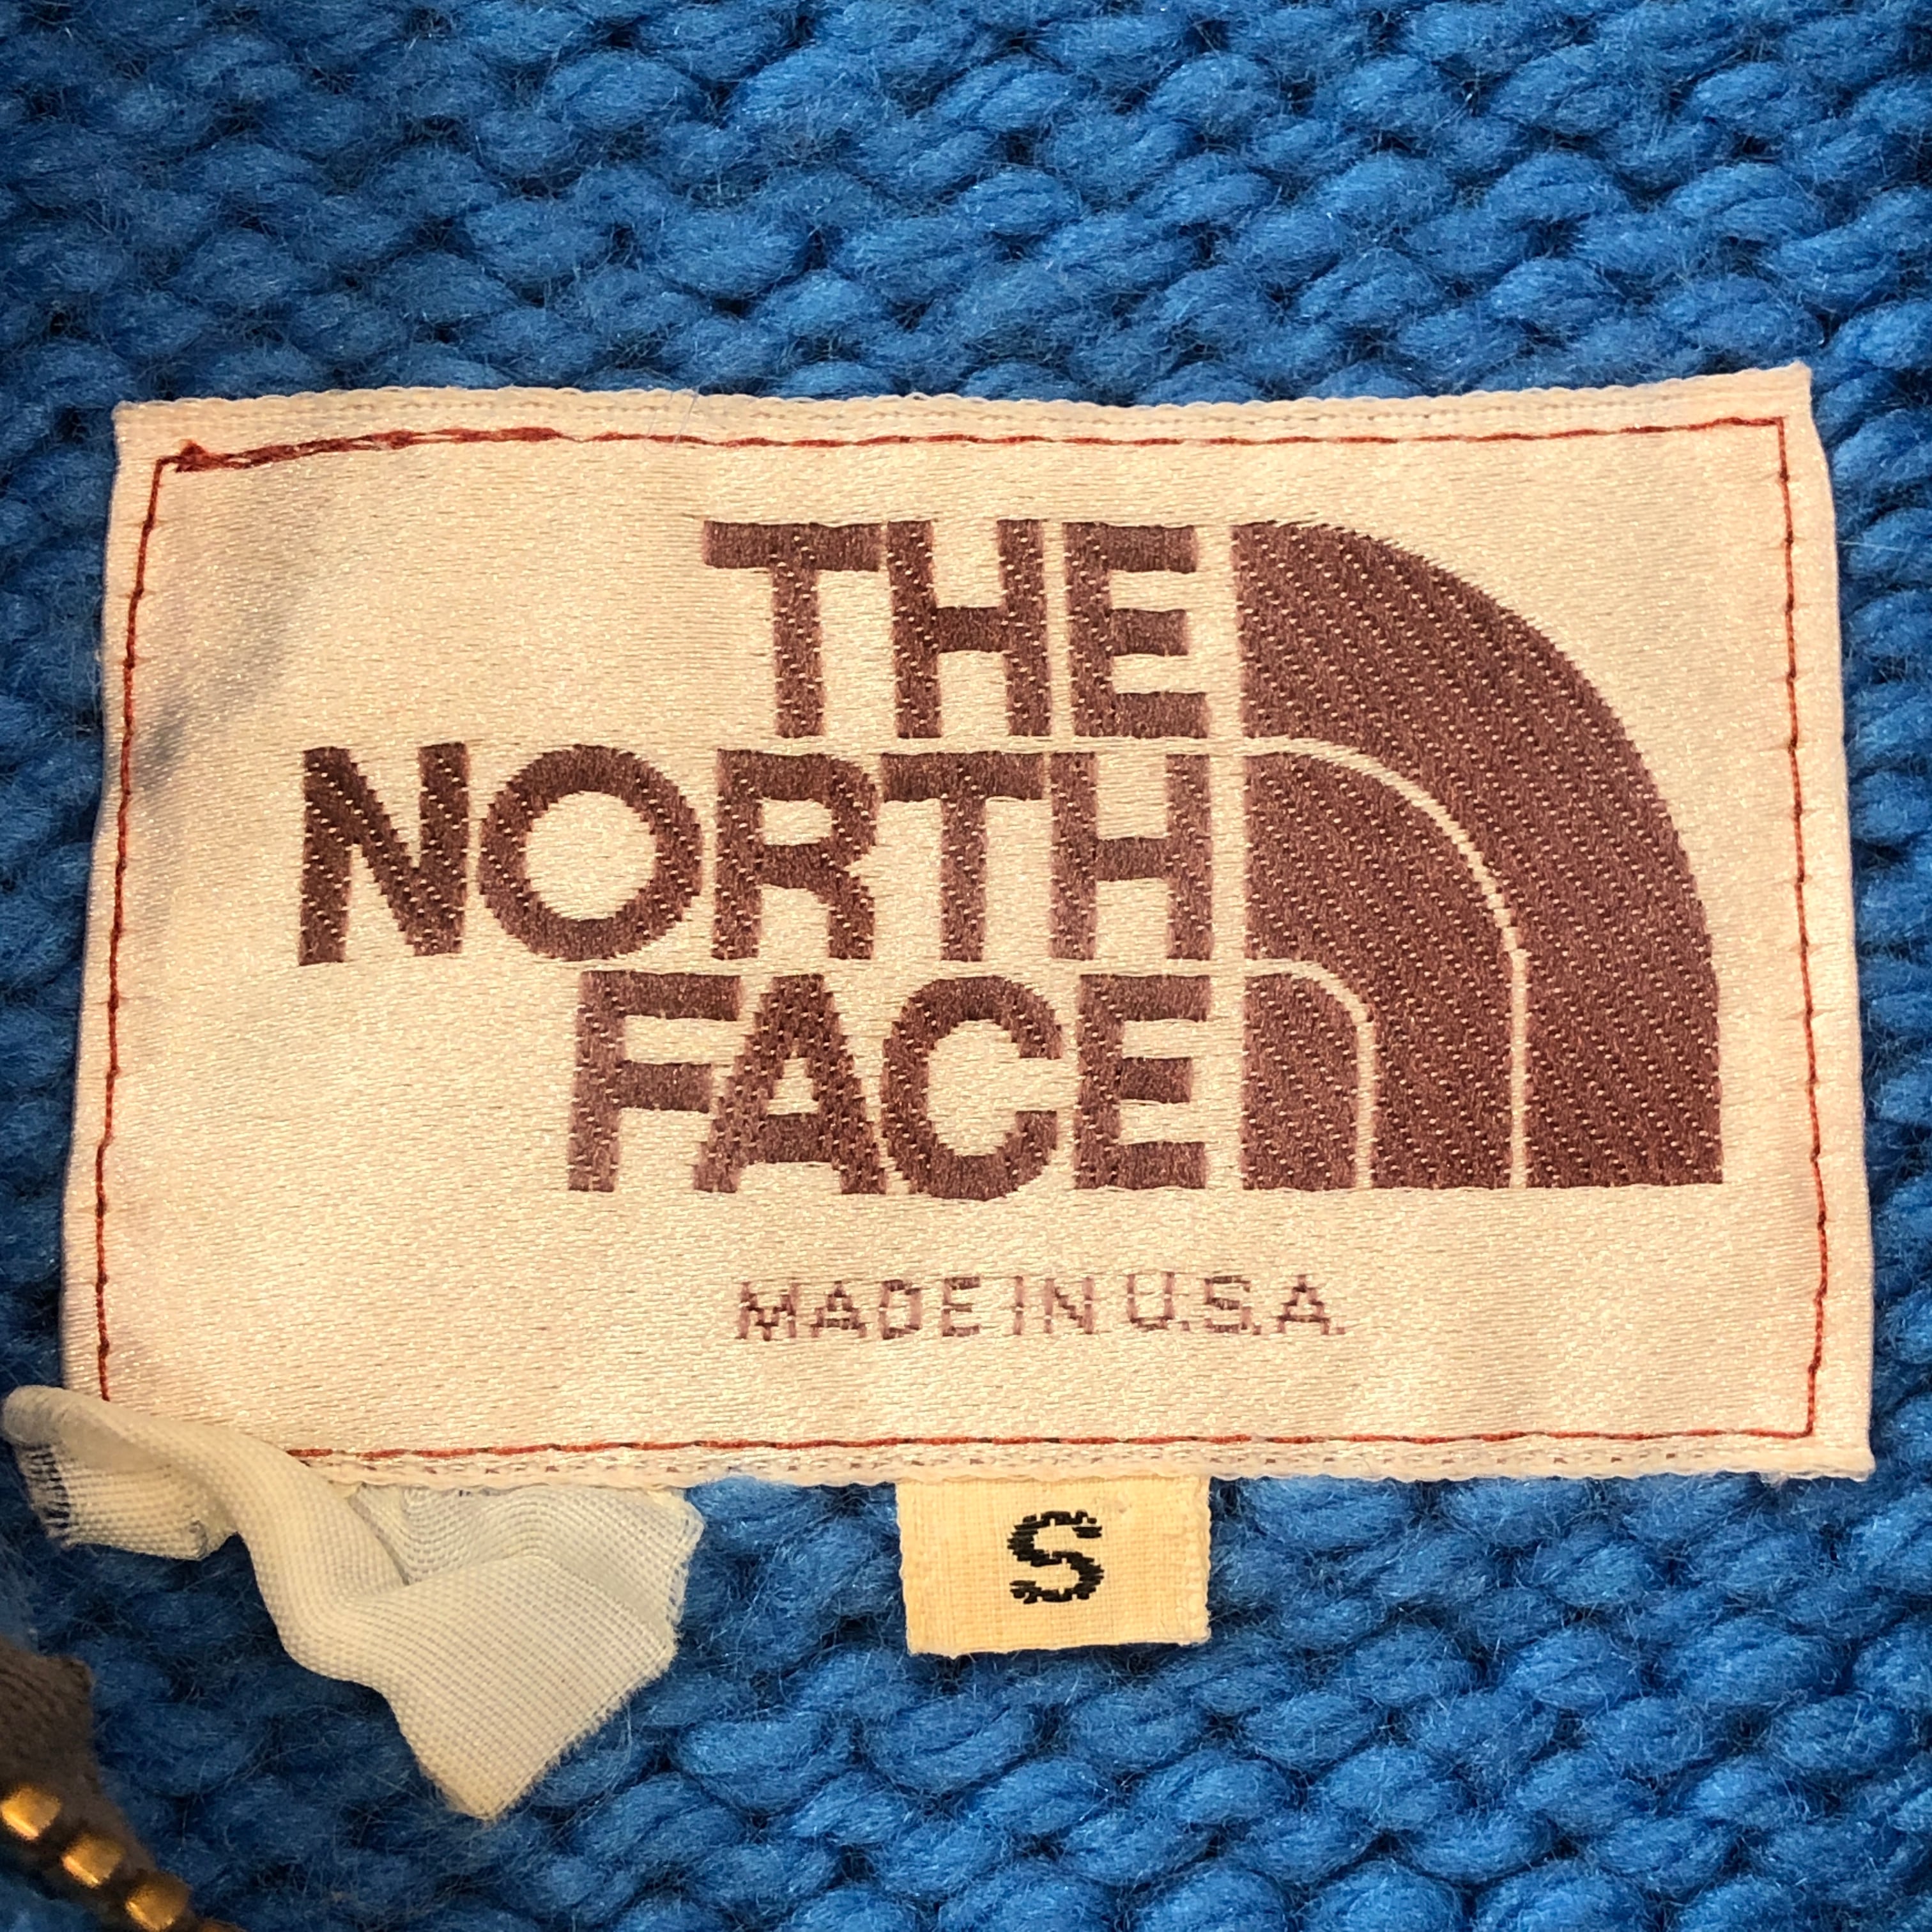 THE
NORTH
FACE
MADE IN U.S.A.
S